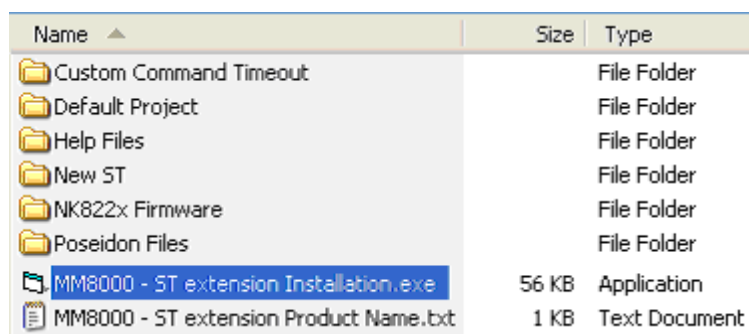 Name Size Type
Custom Command Timeout File Folder
Default Project File Folder
Help Files File Folder
New ST File Folder
NK822x Firmware File Folder
Poseidon Files File Folder
MM8000 - ST extension Installation.exe 56 KB Application
MM8000 - ST extension Product Name.txt 1 KB Text Document